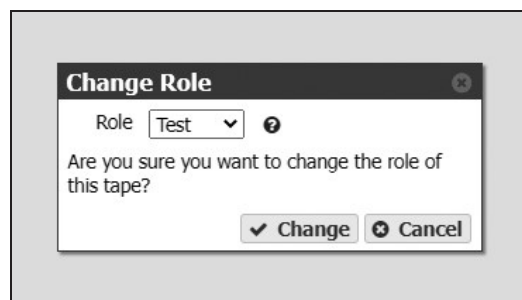 Change Role
Role Test
Are you sure you want to change the role of
this tape?
Change Cancel